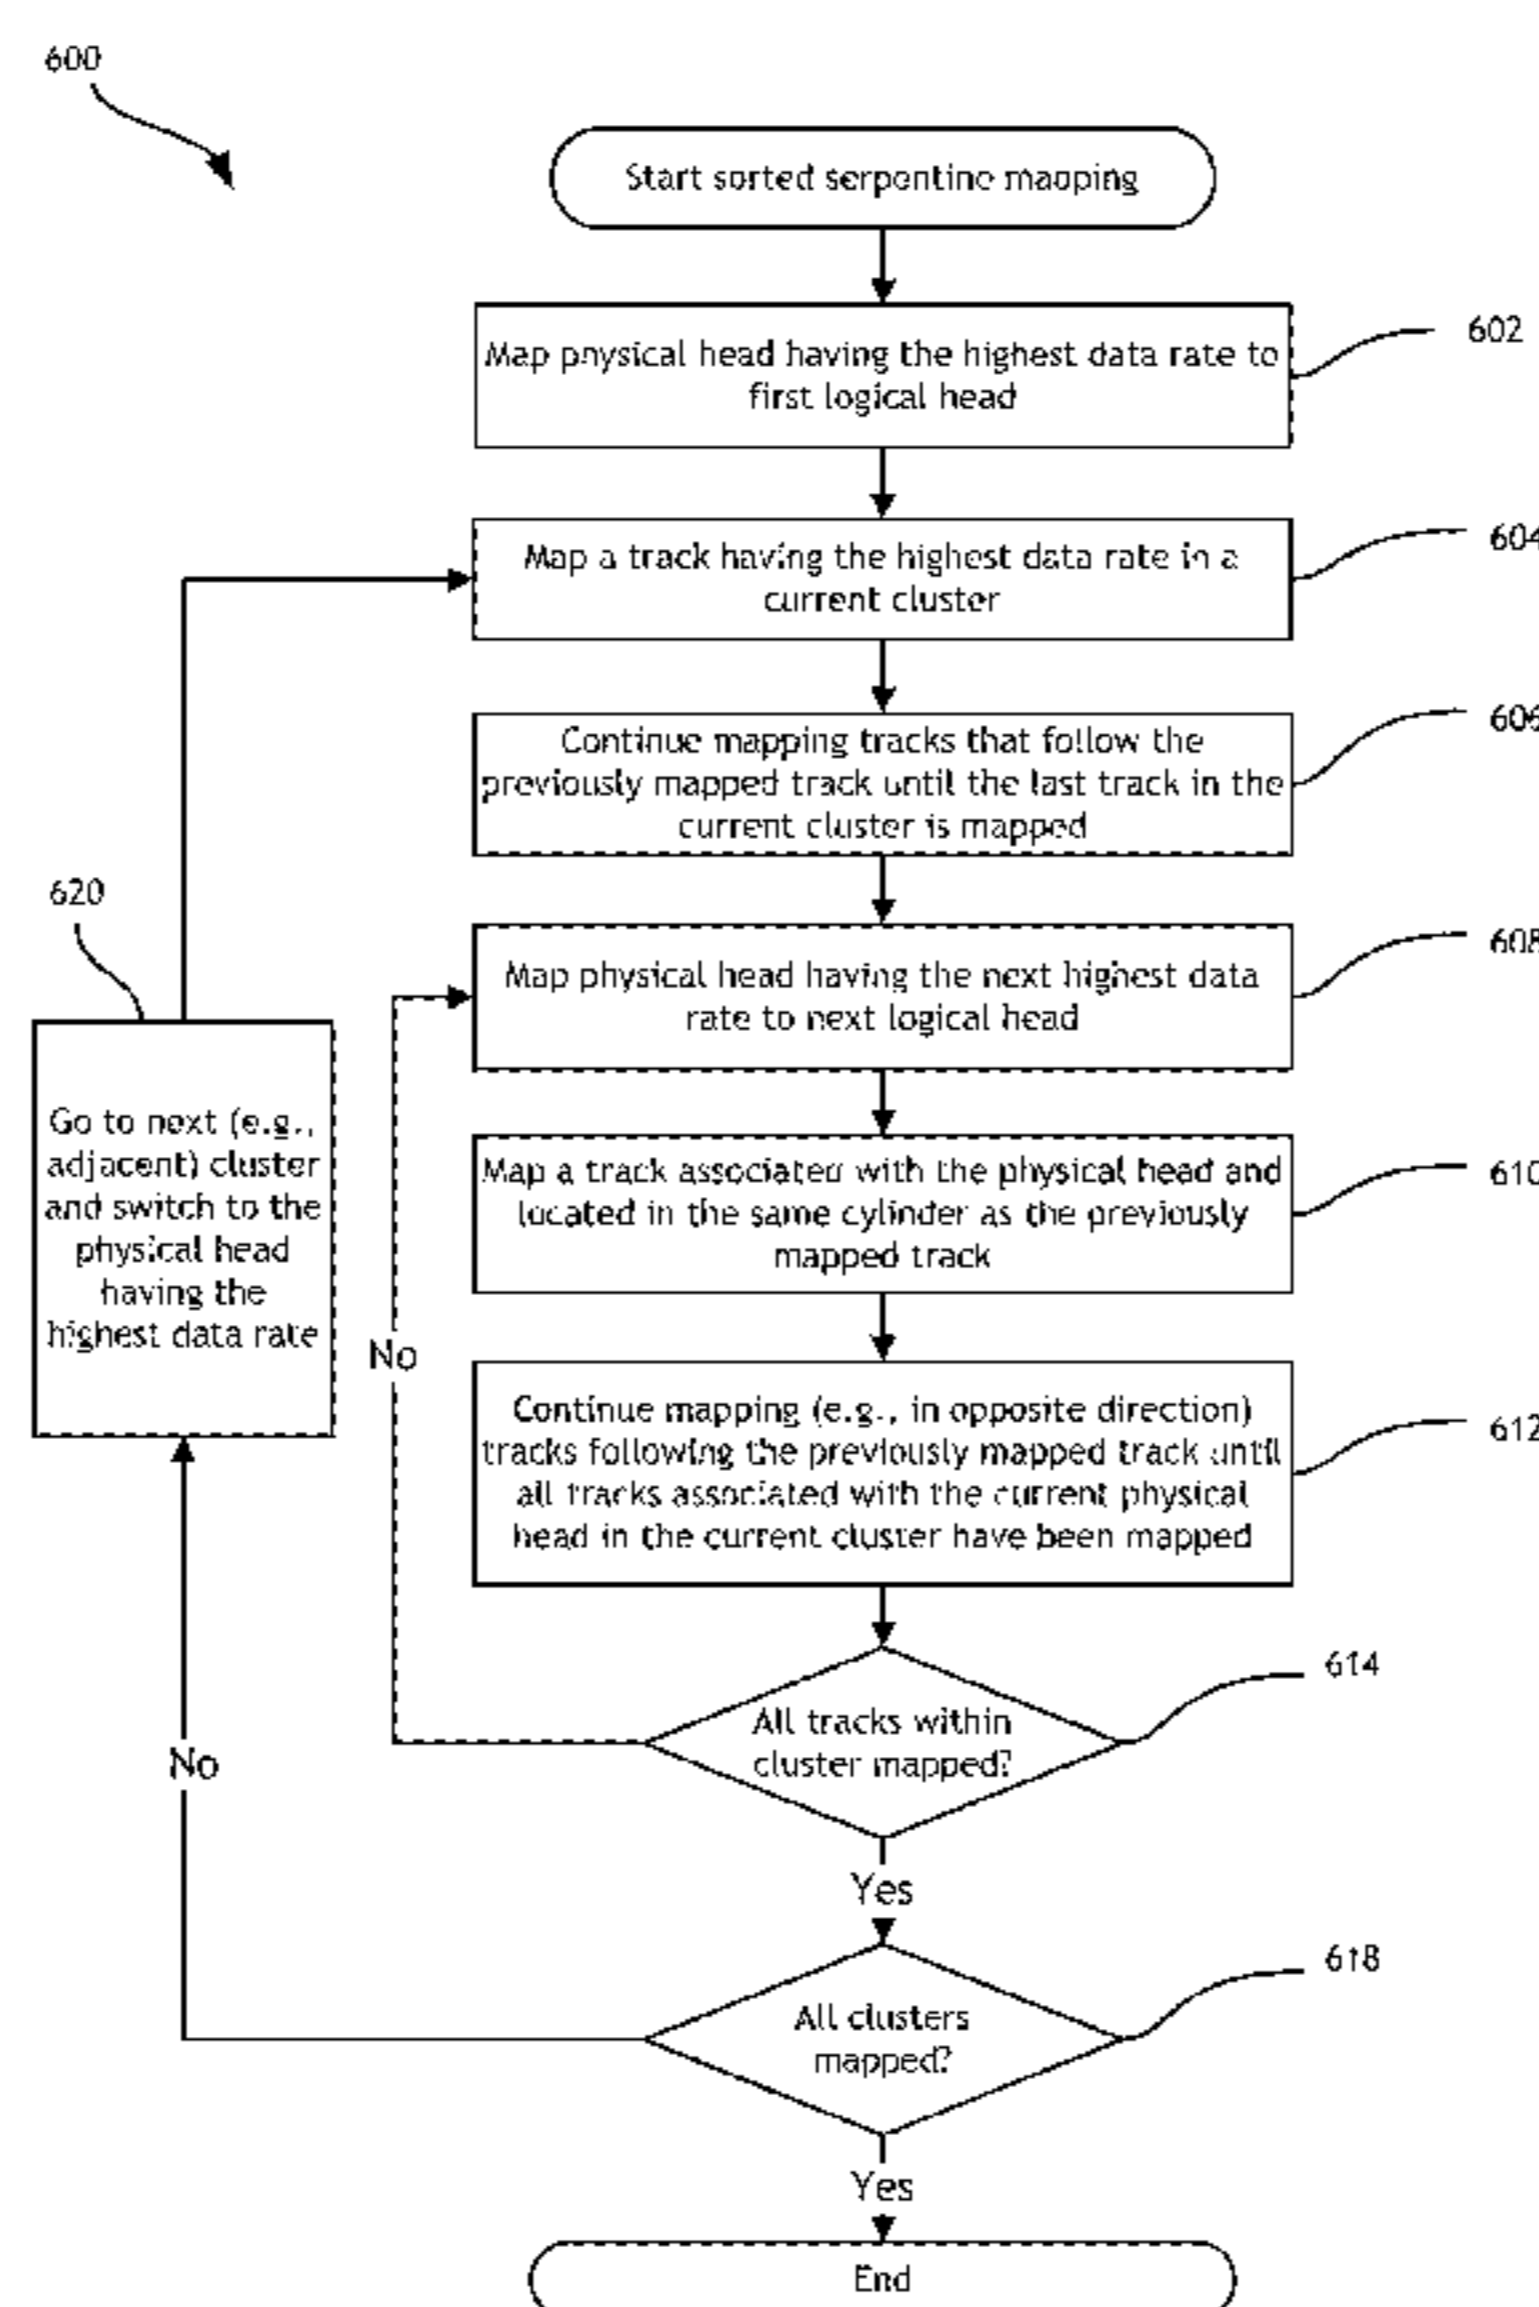 600
Start sorted serpentine mapping
Map physical head having the highest data rate to
first logical head
602
Map a track having the highest data rate in a
current cluster
604
Continue mapping tracks that follow the
previously mapped track until the last track in the
current cluster is mapped
606
620
Map physical head having the next highest data
rate to next logical head
608
Go to next (e.g.,
adjacent) cluster
and switch to the
physical head
having the
highest data rate
Map a track associated with the physical head and
located in the same cylinder as the previously
mapped track
610
No
Continue mapping (e.g., in opposite direction)
tracks following the previously mapped track until
all tracks associated with the current physical
head in the current cluster have been mapped
612
All tracks within
cluster mapped?
614
No
Yes
All clusters
mapped?
618
Yes
End